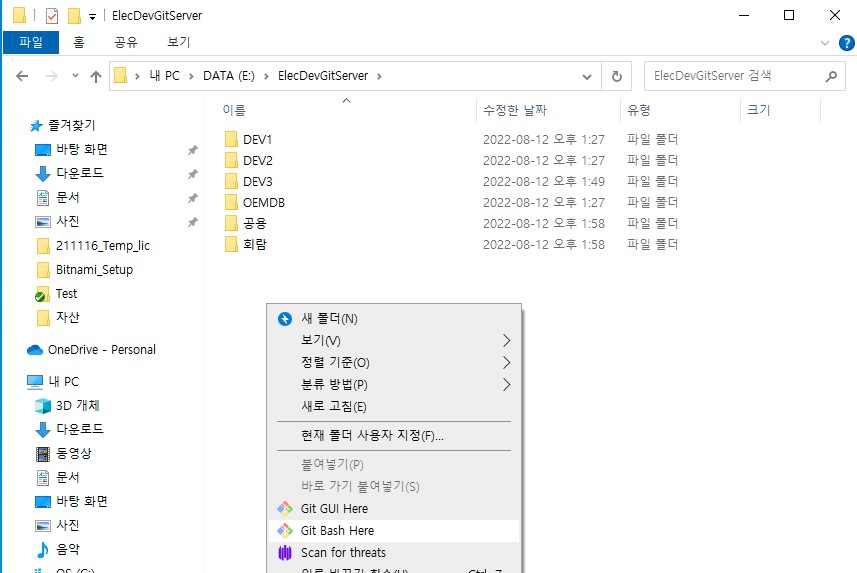 ElecDevGitServer
파일 홈 공유 보기
내 PC DATA (E:) ElecDevGitServer ElecDevGitServer 검색
이름 수정한 날짜 유형 크기
즐겨찾기
바탕 화면
다운로드
문서
사진
211116_Temp_lic
Bitnami_Setup
Test
자산
OneDrive - Personal
내 PC
3D 개체
다운로드
동영상
문서
바탕 화면
사진
음악
OS (C:)
DEV1 2022-08-12 오후 1:27 파일 폴더
DEV2 2022-08-12 오후 1:27 파일 폴더
DEV3 2022-08-12 오후 1:49 파일 폴더
OEMDB 2022-08-12 오후 1:27 파일 폴더
공용 2022-08-12 오후 1:58 파일 폴더
회람 2022-08-12 오후 1:58 파일 폴더
새 폴더(N)
보기(V)
정렬 기준(O)
분류 방법(P)
새로 고침(E)
현재 폴더 사용자 지정(F)...
붙여넣기(P)
바로 가기 붙여넣기(S)
Git GUI Here
Git Bash Here
Scan for threats
이름 바꾸기 취소(U) Ctrl+Z